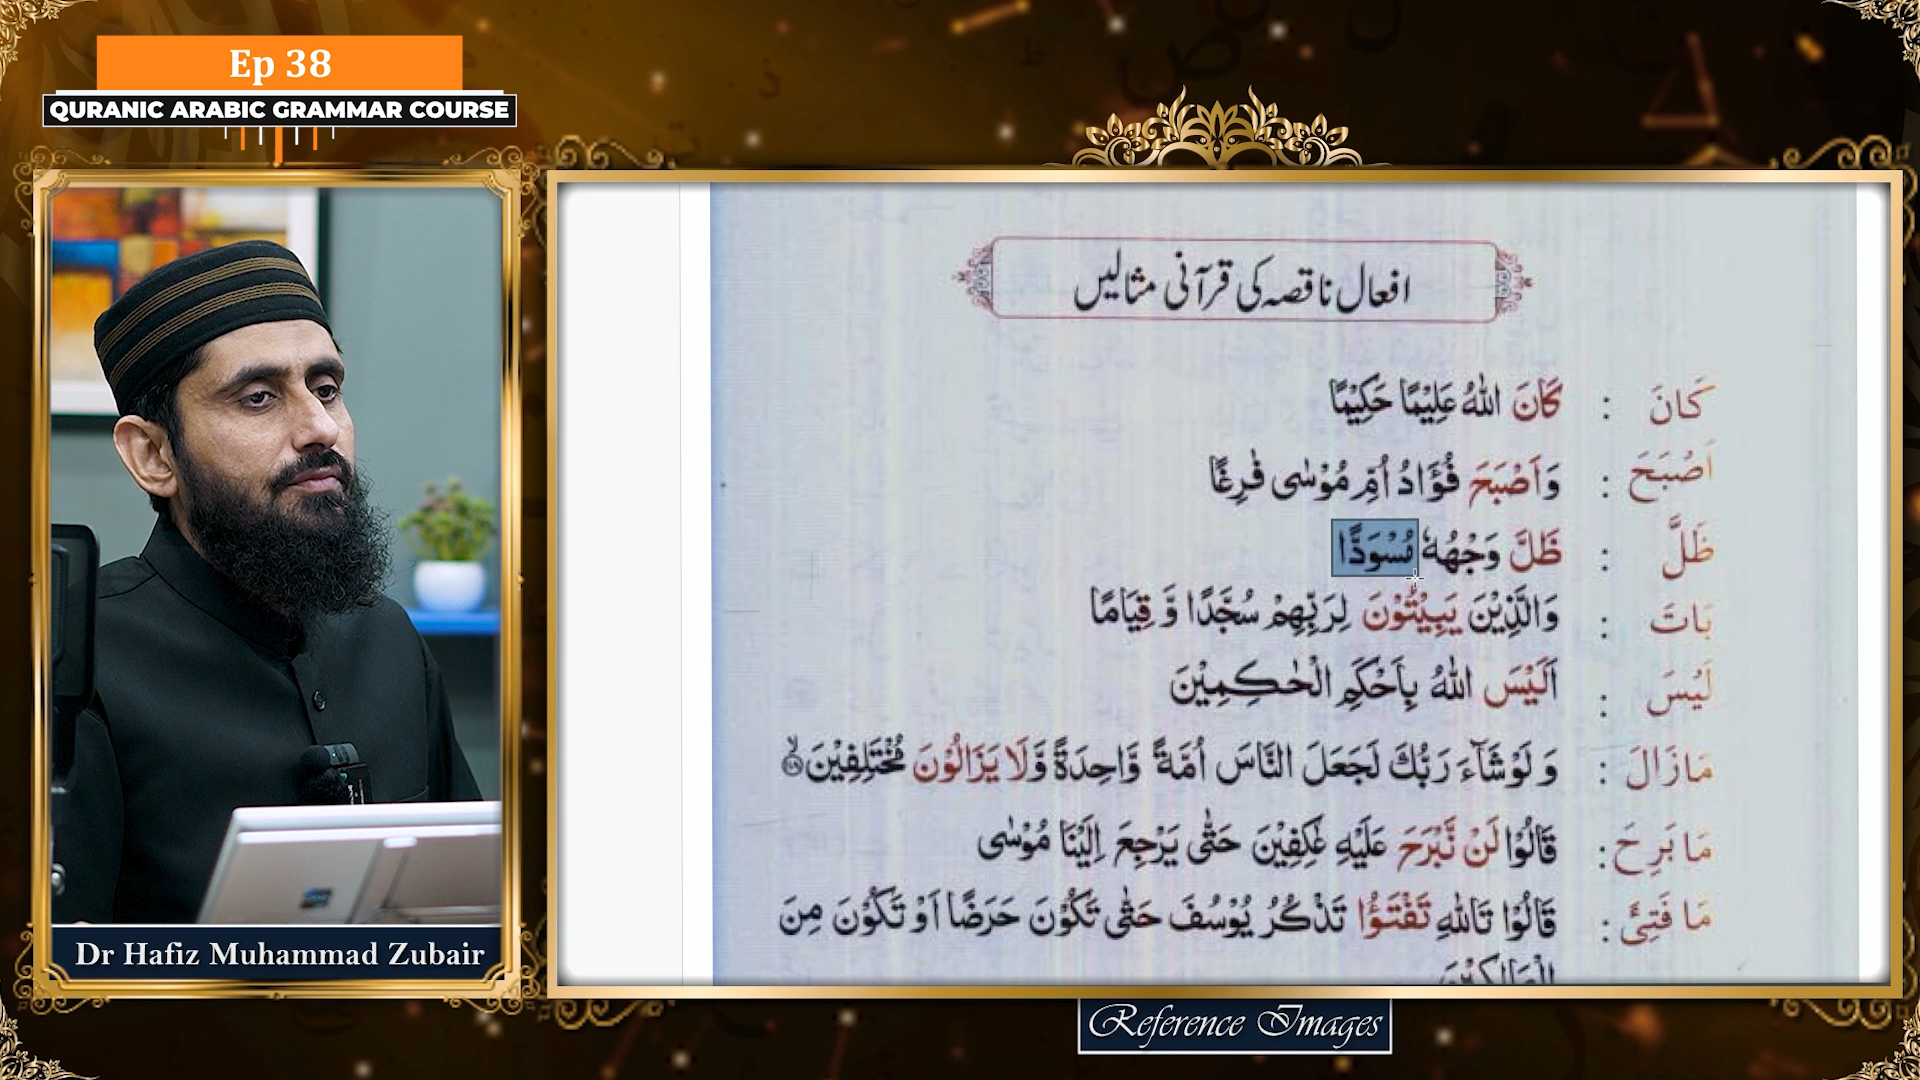 Ep 38
QURANIC ARABIC GRAMMAR COURSE
افعال ناقصہ کی قرآنی مثالیں
كَانَ : كَانَ اللّٰهُ عَلِيْمًا حَكِيْمًا
اَصْبَحَ : وَاَصْبَحَ فُؤَادُ اُمِّ مُوْسٰى فٰرِغًا
ظَلَّ : ظَلَّ وَجْهُهٗ مُسْوَدًّا
بَاتَ : وَالَّذِيْنَ يَبِيْتُوْنَ لِرَبِّهِمْ سُجَّدًا وَّ قِيَامًا
لَيْسَ : اَلَيْسَ اللّٰهُ بِاَحْكَمِ الْحٰكِمِيْنَ
مَا زَالَ : وَ لَوْ شَآءَ رَبُّكَ لَجَعَلَ النَّاسَ اُمَّةً وَّاحِدَةً وَّلَا يَزَالُوْنَ مُخْتَلِفِيْنَ
مَا بَرِحَ : قَالُوْا لَنْ نَّبْرَحَ عَلَيْهِ عٰكِفِيْنَ حَتّٰى يَرْجِعَ اِلَيْنَا مُوْسٰى
مَا فَتِئَ : قَالُوْا تَاللّٰهِ تَفْتَؤُا تَذْكُرُ يُوْسُفَ حَتّٰى تَكُوْنَ حَرَضًا اَوْ تَكُوْنَ مِنَ
Dr Hafiz Muhammad Zubair
Reference Images